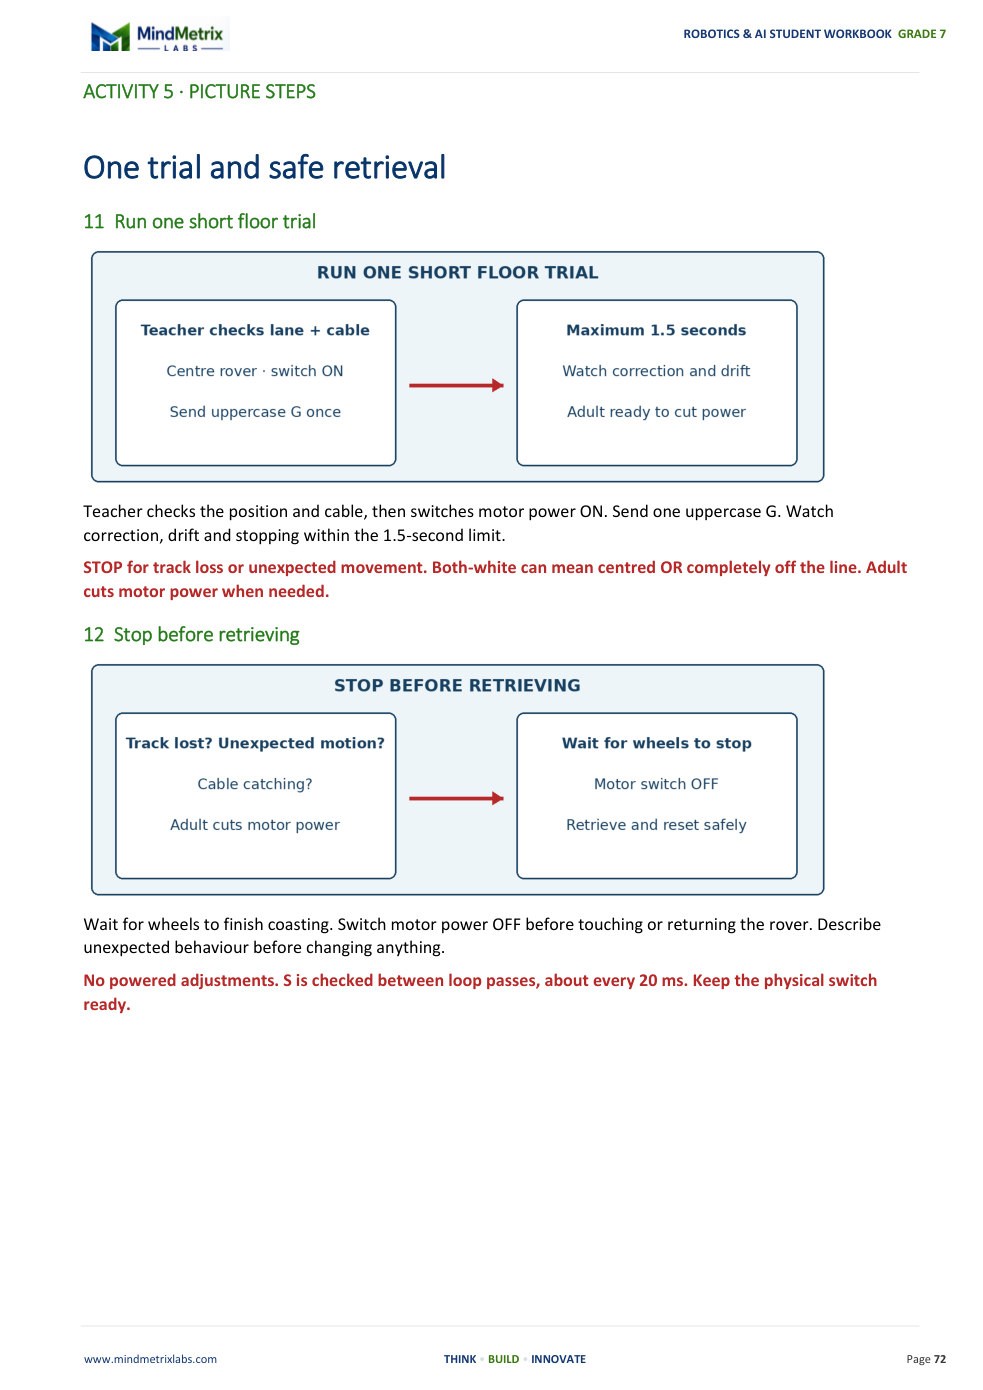 MindMetrix
LABS
ROBOTICS & AI STUDENT WORKBOOK GRADE 7
ACTIVITY 5 · PICTURE STEPS
One trial and safe retrieval
11 Run one short floor trial
RUN ONE SHORT FLOOR TRIAL
Teacher checks lane + cable
Centre rover · switch ON
Send uppercase G once
Maximum 1.5 seconds
Watch correction and drift
Adult ready to cut power
Teacher checks the position and cable, then switches motor power ON. Send one uppercase G. Watch
correction, drift and stopping within the 1.5-second limit.
STOP for track loss or unexpected movement. Both-white can mean centred OR completely off the line. Adult
cuts motor power when needed.
12 Stop before retrieving
STOP BEFORE RETRIEVING
Track lost? Unexpected motion?
Cable catching?
Adult cuts motor power
Wait for wheels to stop
Motor switch OFF
Retrieve and reset safely
Wait for wheels to finish coasting. Switch motor power OFF before touching or returning the rover. Describe
unexpected behaviour before changing anything.
No powered adjustments. S is checked between loop passes, about every 20 ms. Keep the physical switch
ready.
www.mindmetrixlabs.com
THINK • BUILD • INNOVATE
Page 72